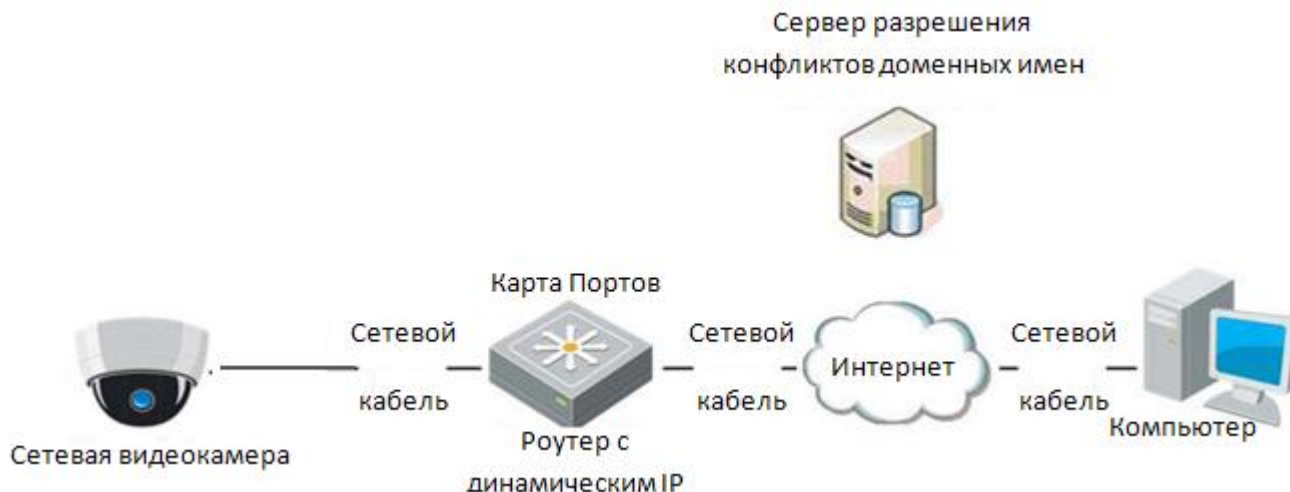 Сервер разрешения
конфликтов доменных имен
Карта Портов
Сетевой
кабель
Сетевой
кабель
Интернет
Сетевой
кабель
Сетевая видеокамера
Роутер с
динамическим IP
Компьютер